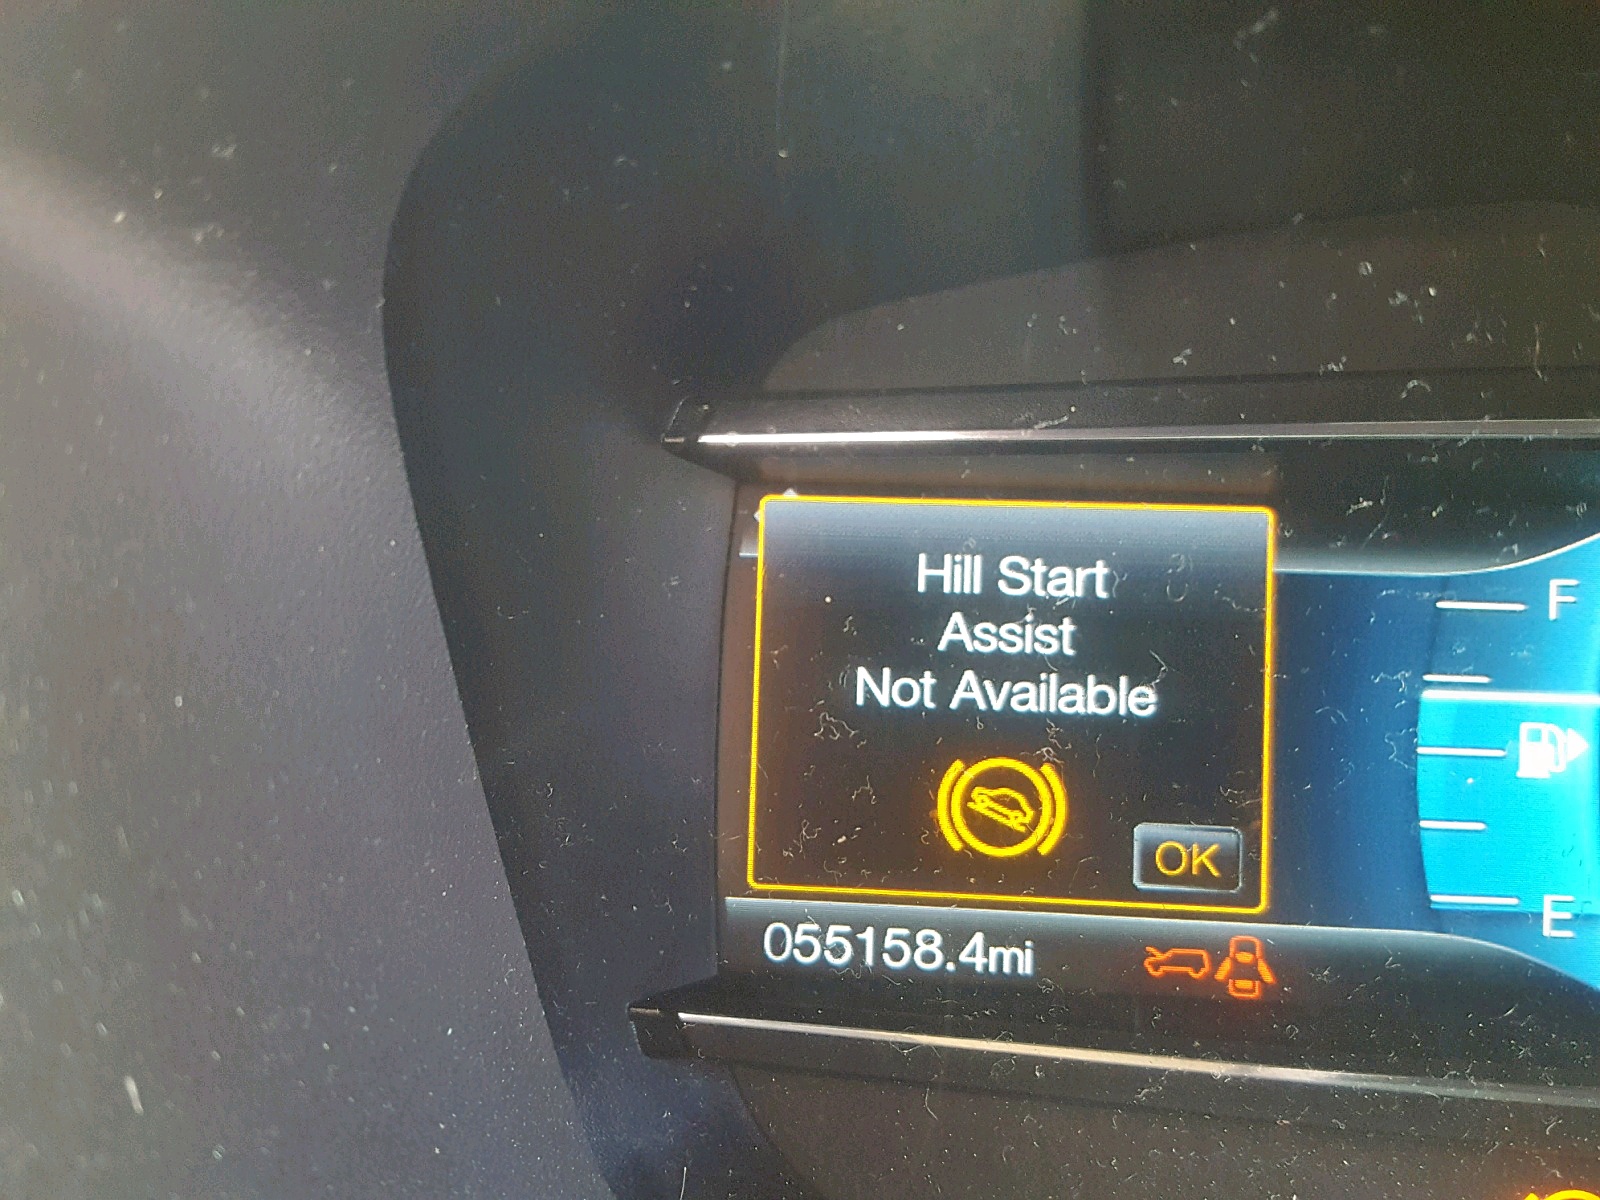 Hill Start
Assist
Not Available
OK
055158.4mi
F
E